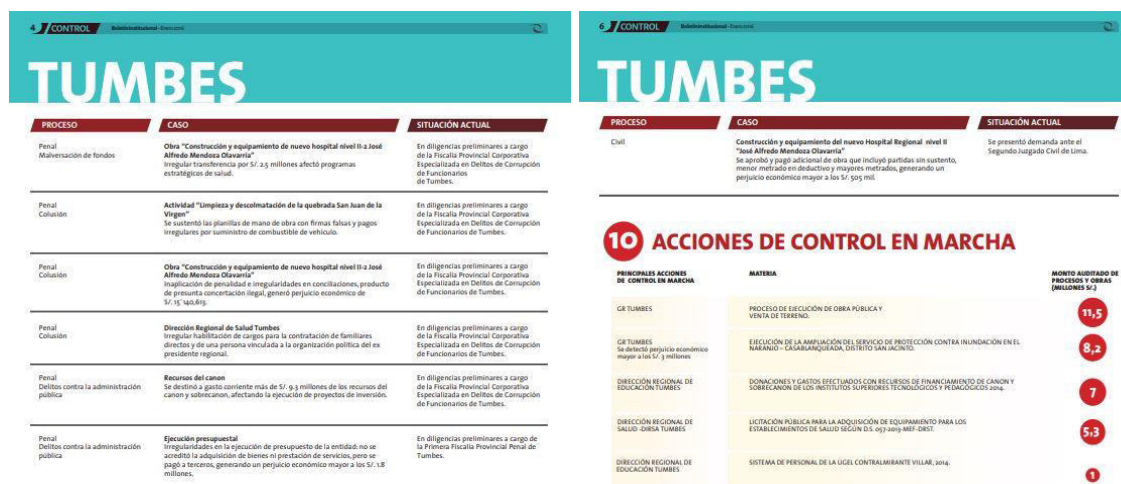 4 CONTROL Boletín Institucional - Enero 2016
TUMBES
PROCESO CASO SITUACIÓN ACTUAL
Penal
Malversación de fondos
Obra “Construcción y equipamiento de nuevo hospital nivel II-2 José
Alfredo Mendoza Olavarría”
Irregular transferencia por S/. 2.5 millones afectó programas
estratégicos de salud.
En diligencias preliminares a cargo
de la Fiscalía Provincial Corporativa
Especializada en Delitos de Corrupción
de Funcionarios
de Tumbes.
Penal
Colusión
Actividad “Limpieza y descolmatación de la quebrada San Juan de la
Virgen”
Se sustentó las planillas de mano de obra con firmas falsas y pagos
irregulares por suministro de combustible de vehículo.
En diligencias preliminares a cargo
de la Fiscalía Provincial Corporativa
Especializada en Delitos de Corrupción
de Funcionarios de Tumbes.
Penal
Colusión
Obra “Construcción y equipamiento de nuevo hospital nivel II-2 José
Alfredo Mendoza Olavarría”
Inaplicación de penalidad e irregularidades en conciliaciones, producto
de presunta concertación ilegal, generó perjuicio económico de
S/. 15´140,613.
En diligencias preliminares a cargo
de la Fiscalía Provincial Corporativa
Especializada en Delitos de Corrupción
de Funcionarios de Tumbes.
Penal
Colusión
Dirección Regional de Salud Tumbes
Irregular habilitación de cargos para la contratación de familiares
directos y de una persona vinculada a la organización política del ex
presidente regional.
En diligencias preliminares a cargo
de la Fiscalía Provincial Corporativa
Especializada en Delitos de Corrupción
de Funcionarios de Tumbes.
Penal
Delitos contra la administración
pública
Recursos del canon
Se destinó a gasto corriente más de S/. 9.3 millones de los recursos del
canon y sobrecanon, afectando la ejecución de proyectos de inversión.
En diligencias preliminares a cargo
de la Fiscalía Provincial Corporativa
Especializada en Delitos de Corrupción
de Funcionarios de Tumbes.
Penal
Delitos contra la administración
pública
Ejecución presupuestal
Irregularidades en la ejecución de presupuesto de la entidad: no se
acreditó la adquisición de bienes ni prestación de servicios, pero se
pagó a terceros, generando un perjuicio económico mayor a los S/. 1.8
millones.
En diligencias preliminares a cargo de
la Primera Fiscalía Provincial Penal de
Tumbes.
6 CONTROL Boletín Institucional - Enero 2016
TUMBES
PROCESO CASO SITUACIÓN ACTUAL
Civil
Construcción y equipamiento del nuevo Hospital Regional nivel II
“José Alfredo Mendoza Olavarría”
Se aprobó y pagó adicional de obra que incluyó partidas sin sustento,
menor metrado en deductivo y mayores metrados, generando un
perjuicio económico mayor a los S/. 505 mil.
Se presentó demanda ante el
Segundo Juzgado Civil de Lima.
10 ACCIONES DE CONTROL EN MARCHA
PRINCIPALES ACCIONES
DE CONTROL EN MARCHA
MATERIA
MONTO AUDITADO DE
PROCESOS Y OBRAS
(MILLONES S/.)
GR TUMBES
PROCESO DE EJECUCIÓN DE OBRA PÚBLICA Y
VENTA DE TERRENO.
11,5
GR TUMBES
Se detectó perjuicio económico
mayor a los S/. 3 millones
EJECUCIÓN DE LA AMPLIACIÓN DEL SERVICIO DE PROTECCIÓN CONTRA INUNDACIÓN EN EL
NARANJO – CASABLANQUEADA, DISTRITO SAN JACINTO.
8,2
DIRECCIÓN REGIONAL DE
EDUCACIÓN TUMBES
DONACIONES Y GASTOS EFECTUADOS CON RECURSOS DE FINANCIAMIENTO DE CANON Y
SOBRECANON DE LOS INSTITUTOS SUPERIORES TECNOLÓGICOS Y PEDAGÓGICOS 2014.
7
DIRECCIÓN REGIONAL DE
SALUD -DIRSA TUMBES
LICITACIÓN PÚBLICA PARA LA ADQUISICIÓN DE EQUIPAMIENTO PARA LOS
ESTABLECIMIENTOS DE SALUD SEGÚN D.S. 057-2013-MEF-DRST.
5,3
DIRECCIÓN REGIONAL DE
EDUCACIÓN TUMBES
SISTEMA DE PERSONAL DE LA UGEL CONTRALMIRANTE VILLAR, 2014.
1